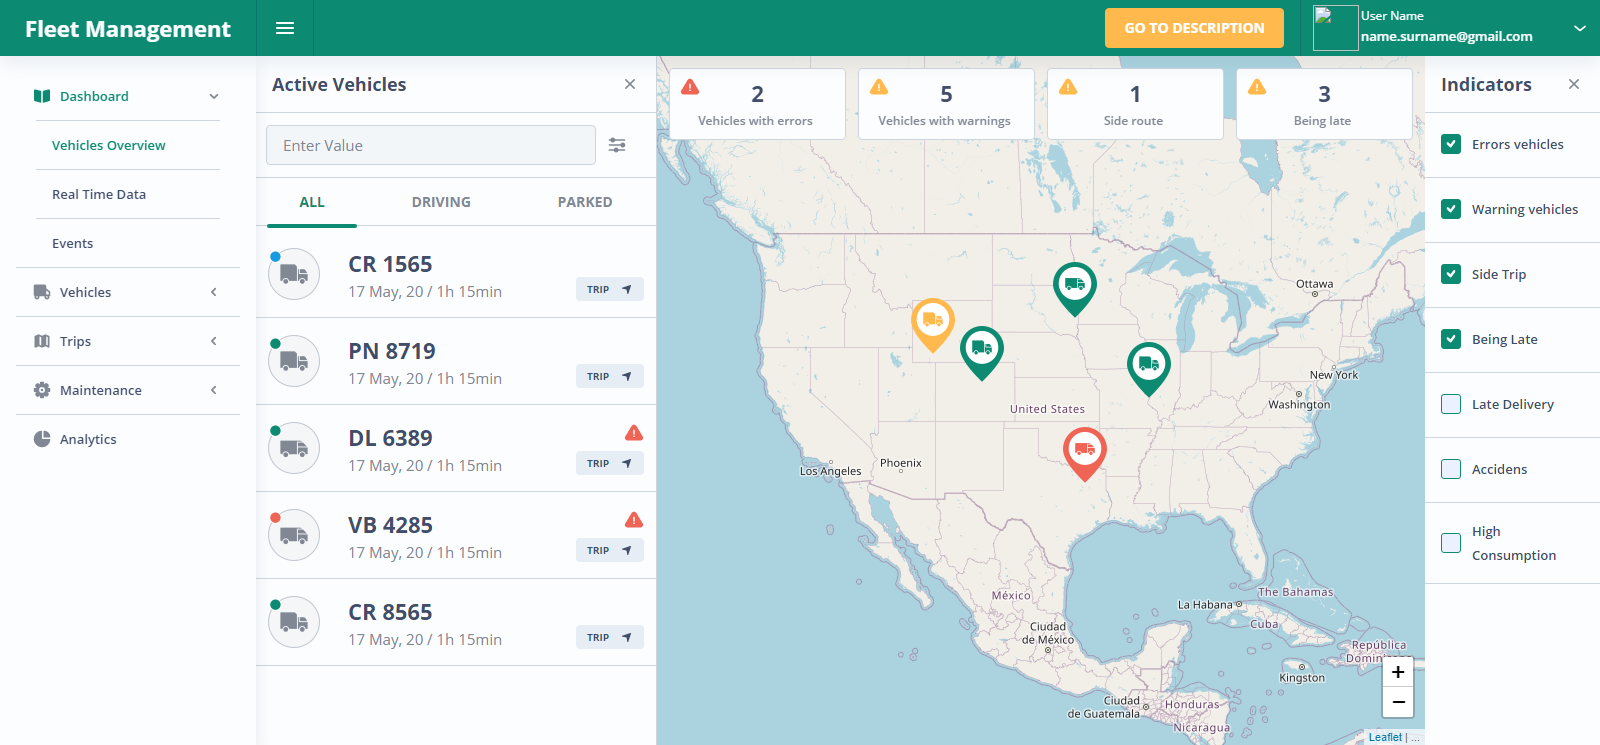 Fleet Management
GO TO DESCRIPTION
User Name
name.surname@gmail.com
Dashboard
Vehicles Overview
Real Time Data
Events
Vehicles
Trips
Maintenance
Analytics
Active Vehicles
Enter Value
ALL
DRIVING
PARKED
CR 1565
17 May, 20 / 1h 15min
TRIP
PN 8719
17 May, 20 / 1h 15min
TRIP
DL 6389
17 May, 20 / 1h 15min
TRIP
VB 4285
17 May, 20 / 1h 15min
TRIP
CR 8565
17 May, 20 / 1h 15min
TRIP
2
Vehicles with errors
5
Vehicles with warnings
1
Side route
3
Being late
Ottawa
New York
Washington
United States
Los Angeles
Phoenix
México
Ciudad
de México
La Habana
The Bahamas
Cuba
República
Kingston
Ciudad
de Guatemala
Honduras
Nicaragua
+
−
Leaflet | ...
Indicators
Errors vehicles
Warning vehicles
Side Trip
Being Late
Late Delivery
Accidens
High
Consumption